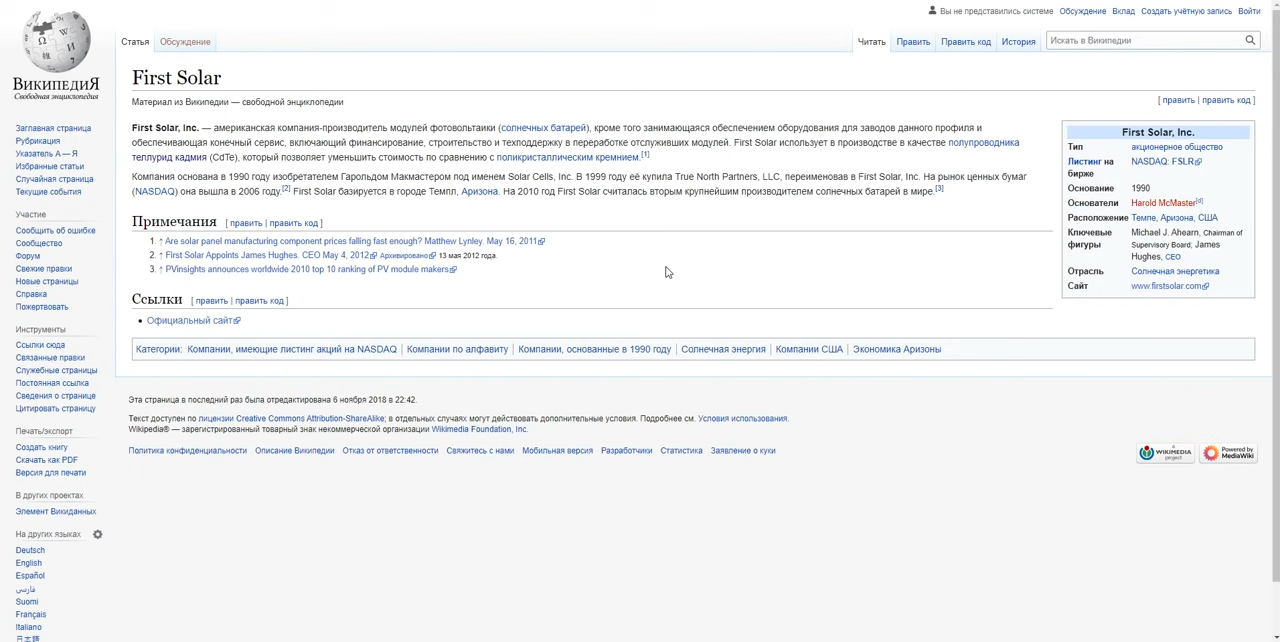 Вы не представились системе Обсуждение Вклад Создать учётную запись Войти
Статья Обсуждение Читать Править Править код История Искать в Википедии
ВИКИПЕДИЯ
Свободная энциклопедия
First Solar
Материал из Википедии — свободной энциклопедии
[ править | править код ]
First Solar, Inc. — американская компания-производитель модулей фотовольтаики (солнечных батарей), кроме того занимающаяся обеспечением оборудования для заводов данного профиля и
обеспечивающая конечный сервис, включающий финансирование, строительство и техподдержку в переработке отслуживших модулей. First Solar использует в производстве в качестве полупроводника
теллурид кадмия (CdTe), который позволяет уменьшить стоимость по сравнению с поликристаллическим кремнием.[1]
Компания основана в 1990 году изобретателем Гарольдом Макмастером под именем Solar Cells, Inc. В 1999 году её купила True North Partners, LLC, переименовав в First Solar, Inc. На рынок ценных бумаг
(NASDAQ) она вышла в 2006 году.[2] First Solar базируется в городе Темпл, Аризона. На 2010 год First Solar считалась вторым крупнейшим производителем солнечных батарей в мире.[3]
First Solar, Inc.
Тип акционерное общество
Листинг на NASDAQ: FSLR
бирже
Основание 1990
Основатели Harold McMaster[d]
Расположение Темпе, Аризона, США
Ключевые Michael J. Ahearn, Chairman of
фигуры Supervisory Board; James
Hughes, CEO
Отрасль Солнечная энергетика
Сайт www.firstsolar.com
Примечания [ править | править код ]
1. ↑ Are solar panel manufacturing component prices falling fast enough? Matthew Lynley. May 16, 2011
2. ↑ First Solar Appoints James Hughes. CEO May 4, 2012 Архивировано 13 мая 2012 года.
3. ↑ PVinsights announces worldwide 2010 top 10 ranking of PV module makers
Ссылки [ править | править код ]
• Официальный сайт
Категории: Компании, имеющие листинг акций на NASDAQ | Компании по алфавиту | Компании, основанные в 1990 году | Солнечная энергия | Компании США | Экономика Аризоны
Эта страница в последний раз была отредактирована 6 ноября 2018 в 22:42.
Текст доступен по лицензии Creative Commons Attribution-ShareAlike; в отдельных случаях могут действовать дополнительные условия. Подробнее см. Условия использования.
Wikipedia® — зарегистрированный товарный знак некоммерческой организации Wikimedia Foundation, Inc.
Политика конфиденциальности Описание Википедии Отказ от ответственности Свяжитесь с нами Мобильная версия Разработчики Статистика Заявление о куки
A WIKIMEDIA project
Powered by MediaWiki
Заглавная страница
Рубрикация
Указатель А — Я
Избранные статьи
Случайная страница
Текущие события
Участие
Сообщить об ошибке
Сообщество
Форум
Свежие правки
Новые страницы
Справка
Пожертвовать
Инструменты
Ссылки сюда
Связанные правки
Служебные страницы
Постоянная ссылка
Сведения о странице
Цитировать страницу
Печать/экспорт
Создать книгу
Скачать как PDF
Версия для печати
В других проектах
Элемент Викиданных
На других языках
Deutsch
English
Español
فارسی
Suomi
Français
Italiano
日本語